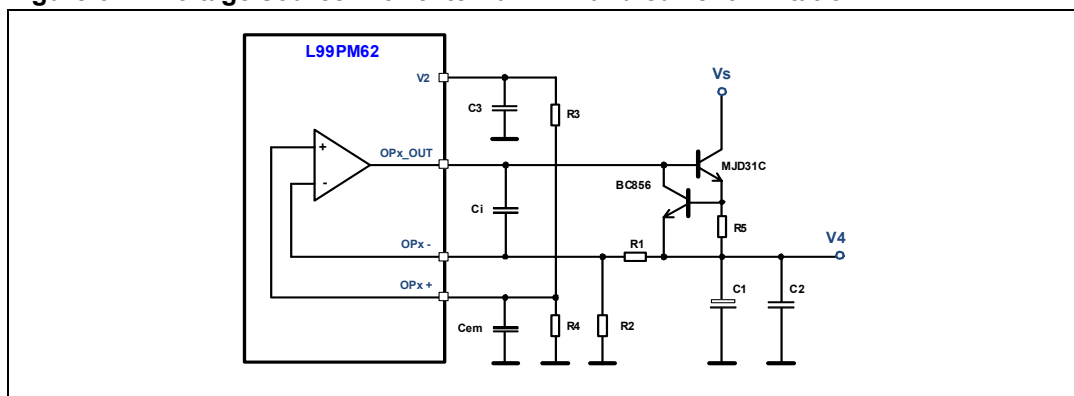 L99PM62
V2
Vs
C3
R3
OPx_OUT
MJD31C
+
BC856
-
Ci
R5
OPx -
R1
V4
OPx +
C1
C2
Cem
R4
R2